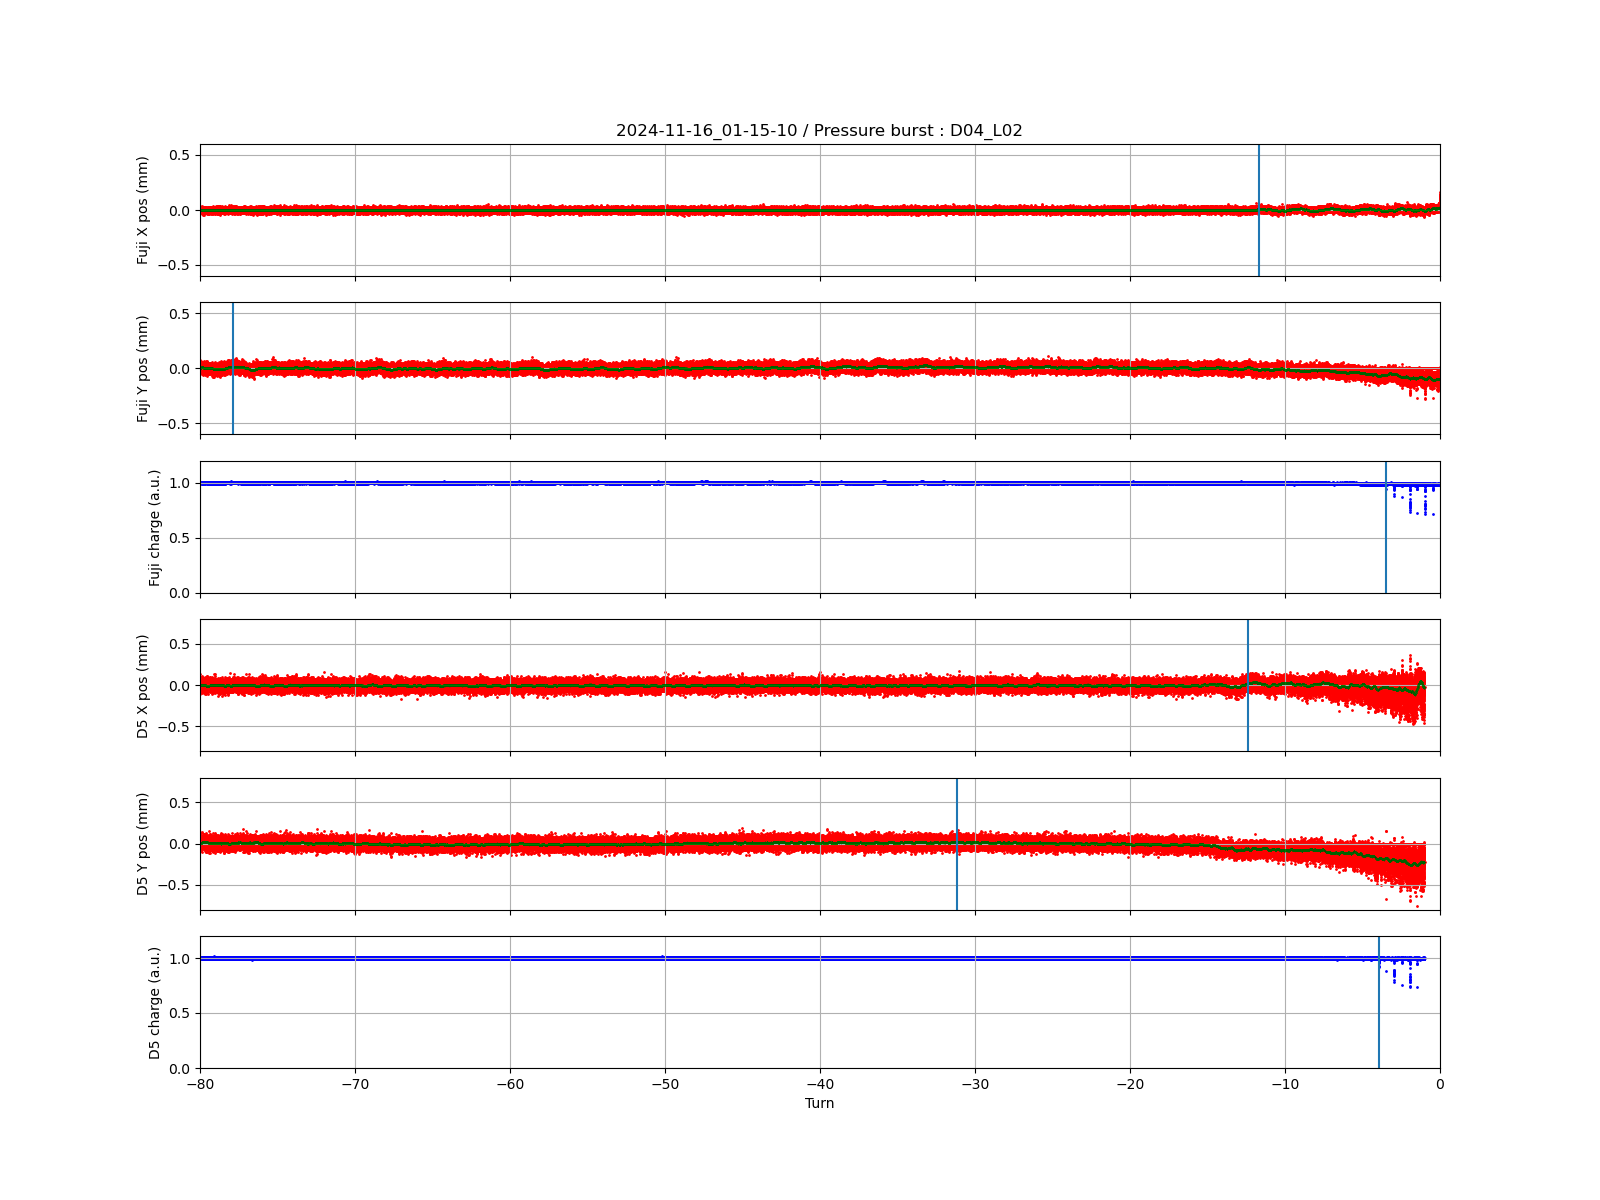 2024-11-16_01-15-10 / Pressure burst : D04_L02
Fuji X pos (mm)
0.5
0.0
−0.5
Fuji Y pos (mm)
0.5
0.0
−0.5
Fuji charge (a.u.)
1.0
0.5
0.0
D5 X pos (mm)
0.5
0.0
−0.5
D5 Y pos (mm)
0.5
0.0
−0.5
D5 charge (a.u.)
1.0
0.5
0.0
−80 −70 −60 −50 −40 −30 −20 −10 0
Turn